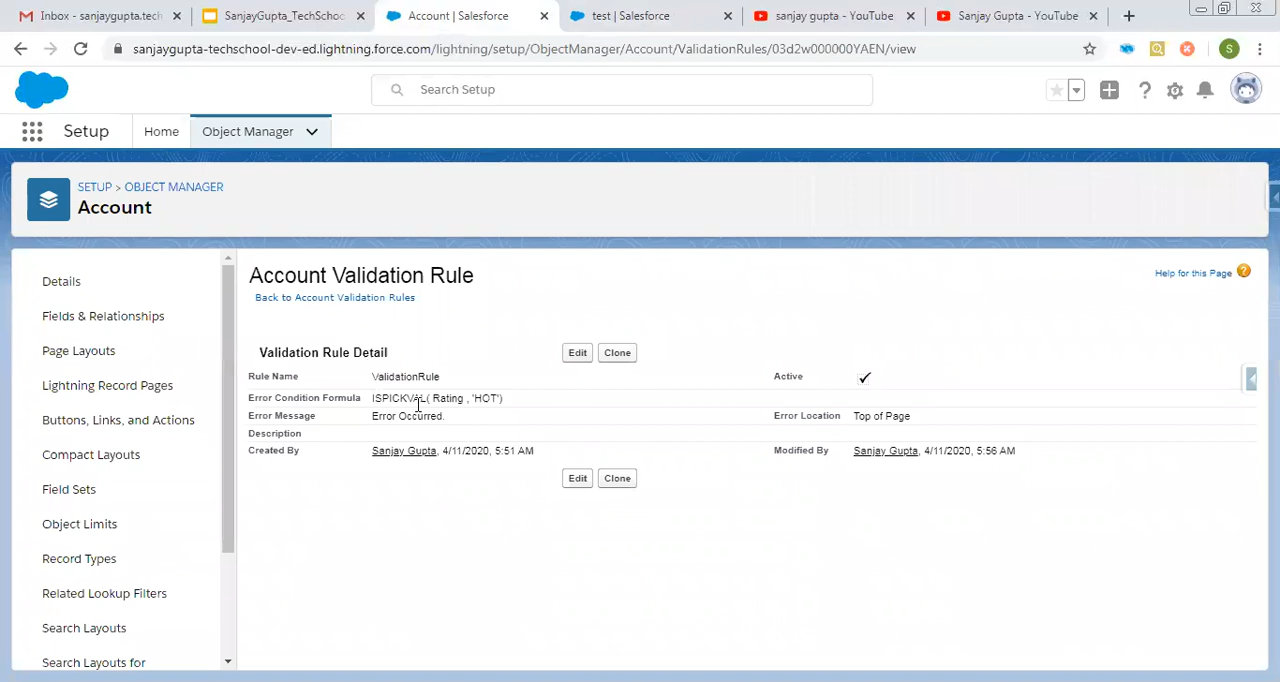 Inbox - sanjaygupta.tech
SanjayGupta_TechSchoo
Account | Salesforce
test | Salesforce
sanjay gupta - YouTube
Sanjay Gupta - YouTube
sanjaygupta-techschool-dev-ed.lightning.force.com/lightning/setup/ObjectManager/Account/ValidationRules/03d2w000000YAEN/view
S
Search Setup
Setup
Home
Object Manager
SETUP > OBJECT MANAGER
Account
Details
Fields & Relationships
Page Layouts
Lightning Record Pages
Buttons, Links, and Actions
Compact Layouts
Field Sets
Object Limits
Record Types
Related Lookup Filters
Search Layouts
Search Layouts for
Account Validation Rule
Back to Account Validation Rules
Help for this Page
Validation Rule Detail
Edit
Clone
Rule Name ValidationRule Active
Error Condition Formula ISPICKVAL( Rating , 'HOT')
Error Message Error Occurred. Error Location Top of Page
Description
Created By Sanjay Gupta, 4/11/2020, 5:51 AM Modified By Sanjay Gupta, 4/11/2020, 5:56 AM
Edit
Clone